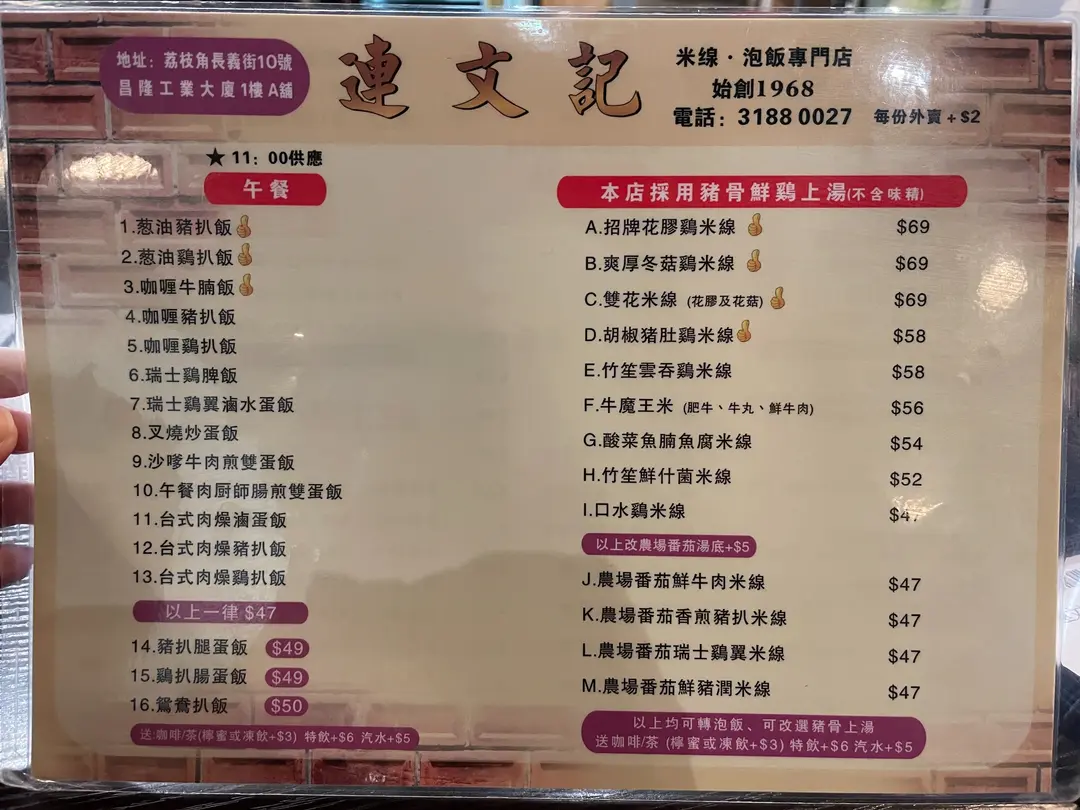 地址：荔枝角長義街10號
昌隆工業大廈1樓A舖
連文記
米线·泡飯專門店
始創1968
電話：3188 0027 每份外賣+$2
★ 11：00供應
午餐
1.葱油豬扒飯
2.葱油鷄扒飯
3.咖喱牛腩飯
4.咖喱豬扒飯
5.咖喱鷄扒飯
6.瑞士鷄脾飯
7.瑞士鷄翼滷水蛋飯
8.叉燒炒蛋飯
9.沙嗲牛肉煎雙蛋飯
10.午餐肉厨師腸煎雙蛋飯
11.台式肉燥滷蛋飯
12.台式肉燥豬扒飯
13.台式肉燥鷄扒飯
以上一律 $47
14.豬扒腿蛋飯 $49
15.鷄扒腸蛋飯 $49
16.鴛鴦扒飯 $50
送:咖啡/茶(檸蜜或凍飲+$3) 特飲+$6 汽水+$5
本店採用豬骨鮮鷄上湯(不含味精)
A.招牌花膠鷄米線 $69
B.爽厚冬菇鷄米線 $69
C.雙花米線 (花膠及花菇) $69
D.胡椒猪肚鷄米線 $58
E.竹笙雲吞鷄米線 $58
F.牛魔王米 (肥牛、牛丸、鮮牛肉) $56
G.酸菜魚腩魚腐米線 $54
H.竹笙鮮什菌米線 $52
I.口水鷄米線 $47
以上改農場番茄湯底+$5
J.農場番茄鮮牛肉米線 $47
K.農場番茄香煎豬扒米線 $47
L.農場番茄瑞士鷄翼米線 $47
M.農場番茄鮮豬潤米線 $47
以上均可轉泡飯、可改選豬骨上湯
送咖啡/茶 (檸蜜或凍飲+$3) 特飲+$6 汽水+$5